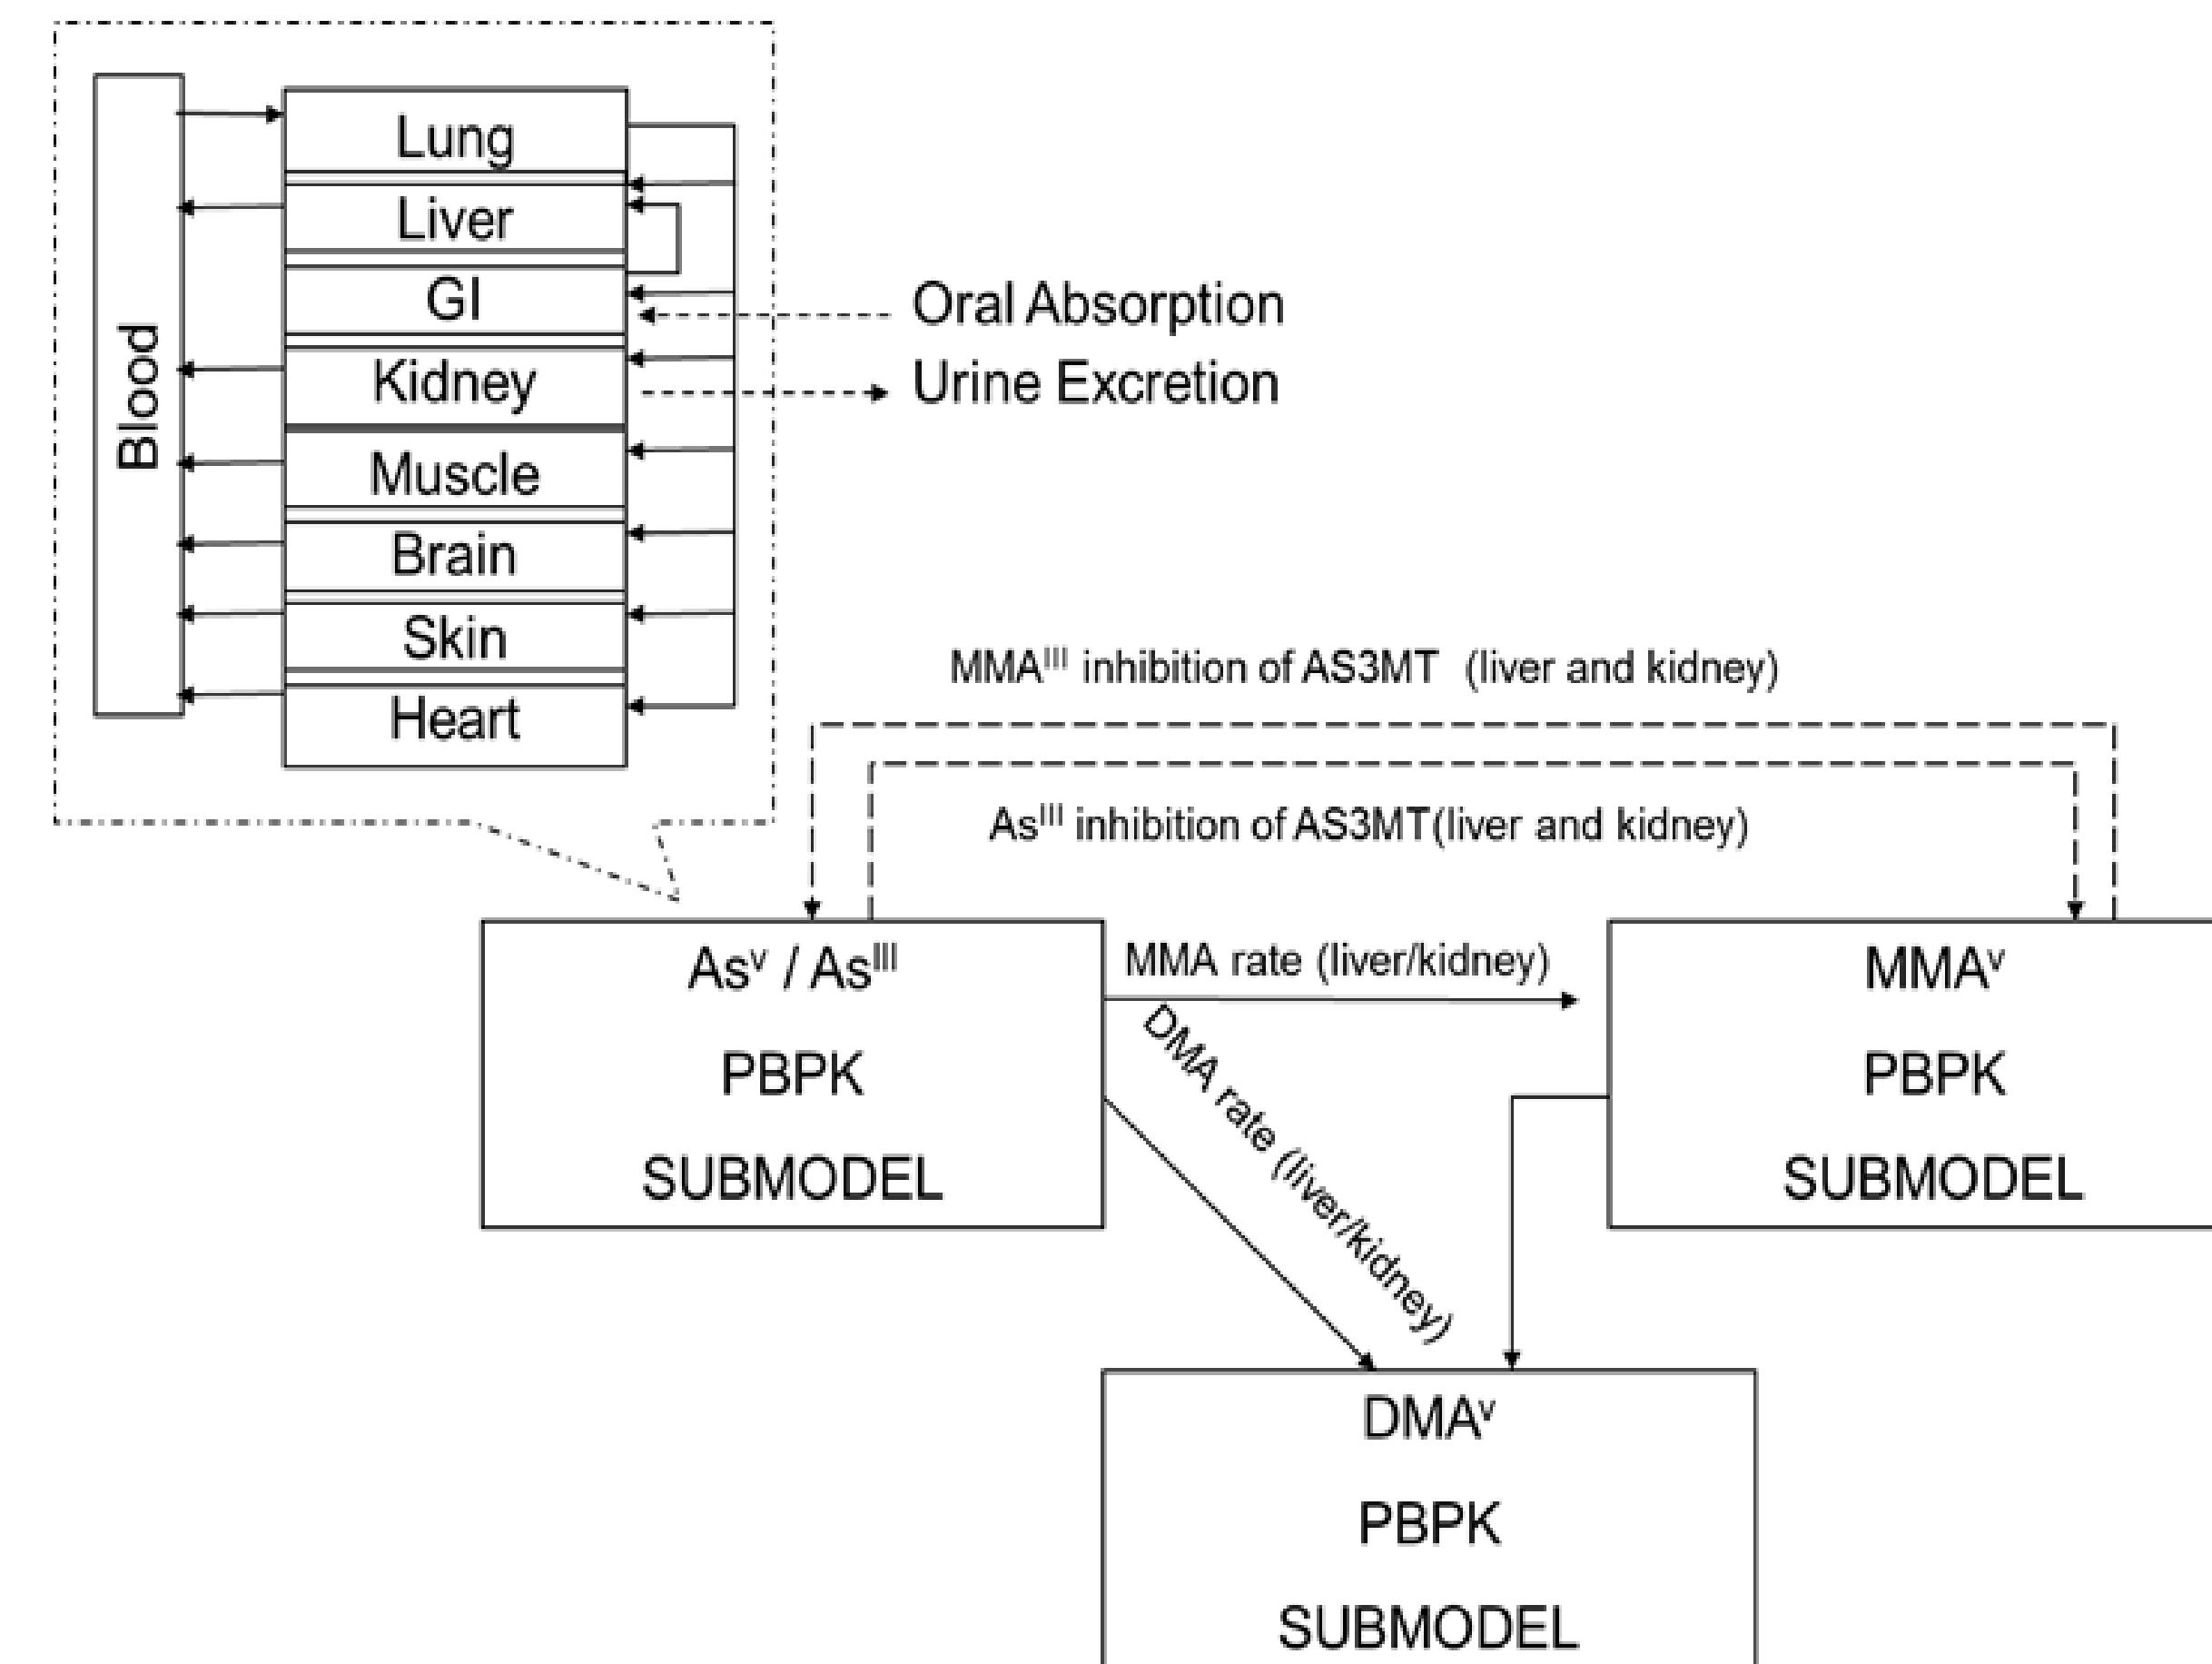 Blood
Lung
Liver
GI
Kidney
Muscle
Brain
Skin
Heart
Oral Absorption
Urine Excretion
MMAᴵᴵᴵ inhibition of AS3MT (liver and kidney)
Asᴵᴵᴵ inhibition of AS3MT(liver and kidney)
Asⱽ / Asᴵᴵᴵ
PBPK
SUBMODEL
MMA rate (liver/kidney)
DMA rate (liver/kidney)
MMAⱽ
PBPK
SUBMODEL
DMAⱽ
PBPK
SUBMODEL